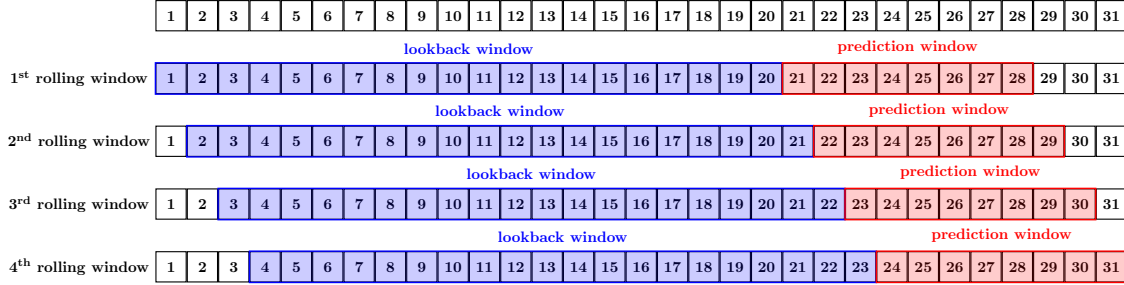 1 2 3 4 5 6 7 8 9 10 11 12 13 14 15 16 17 18 19 20 21 22 23 24 25 26 27 28 29 30 31
lookback window prediction window
1st rolling window 1 2 3 4 5 6 7 8 9 10 11 12 13 14 15 16 17 18 19 20 21 22 23 24 25 26 27 28 29 30 31
lookback window prediction window
2nd rolling window 1 2 3 4 5 6 7 8 9 10 11 12 13 14 15 16 17 18 19 20 21 22 23 24 25 26 27 28 29 30 31
lookback window prediction window
3rd rolling window 1 2 3 4 5 6 7 8 9 10 11 12 13 14 15 16 17 18 19 20 21 22 23 24 25 26 27 28 29 30 31
lookback window prediction window
4th rolling window 1 2 3 4 5 6 7 8 9 10 11 12 13 14 15 16 17 18 19 20 21 22 23 24 25 26 27 28 29 30 31